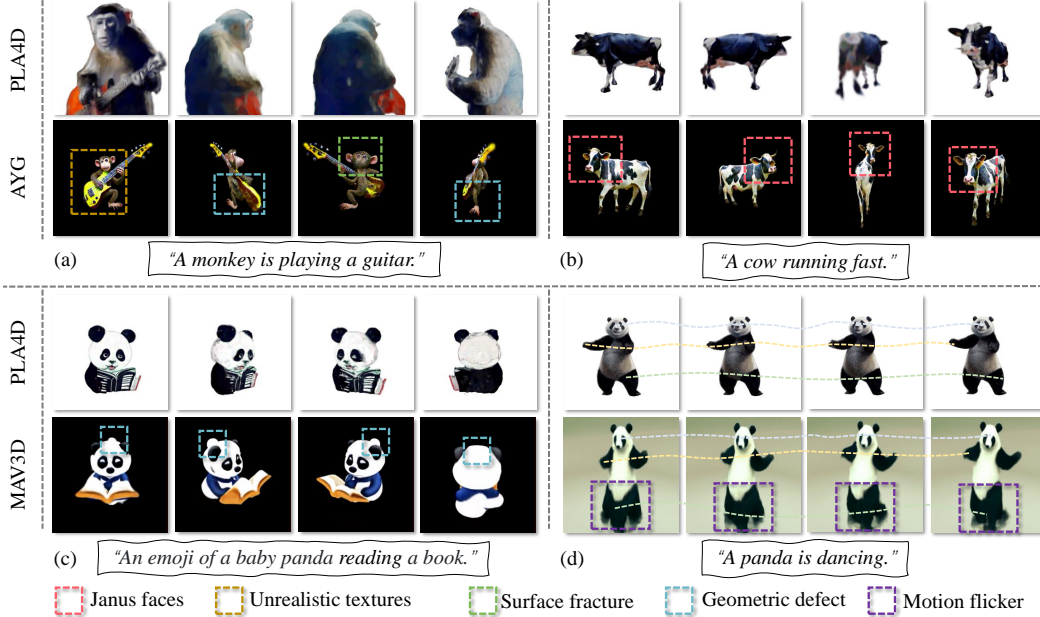 PLA4D
AYG
(a)
"A monkey is playing a guitar."
(b)
"A cow running fast."
PLA4D
MAV3D
(c)
"An emoji of a baby panda reading a book."
(d)
"A panda is dancing."
Janus faces
Unrealistic textures
Surface fracture
Geometric defect
Motion flicker